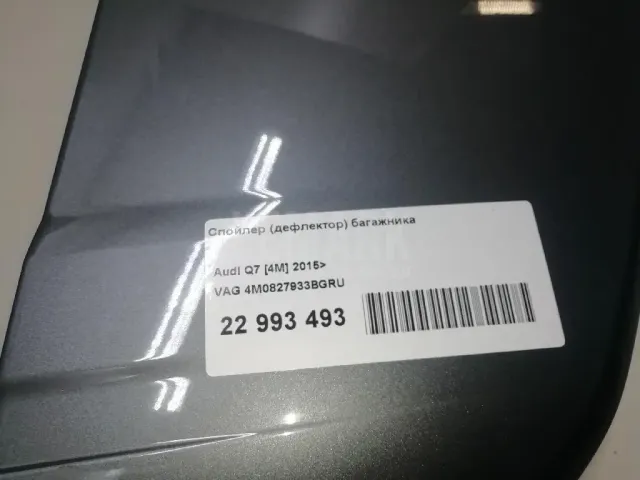 Спойлер (дефлектор) багажника
Audi Q7 [4M] 2015>
VAG 4M0827933BGRU
22 993 493